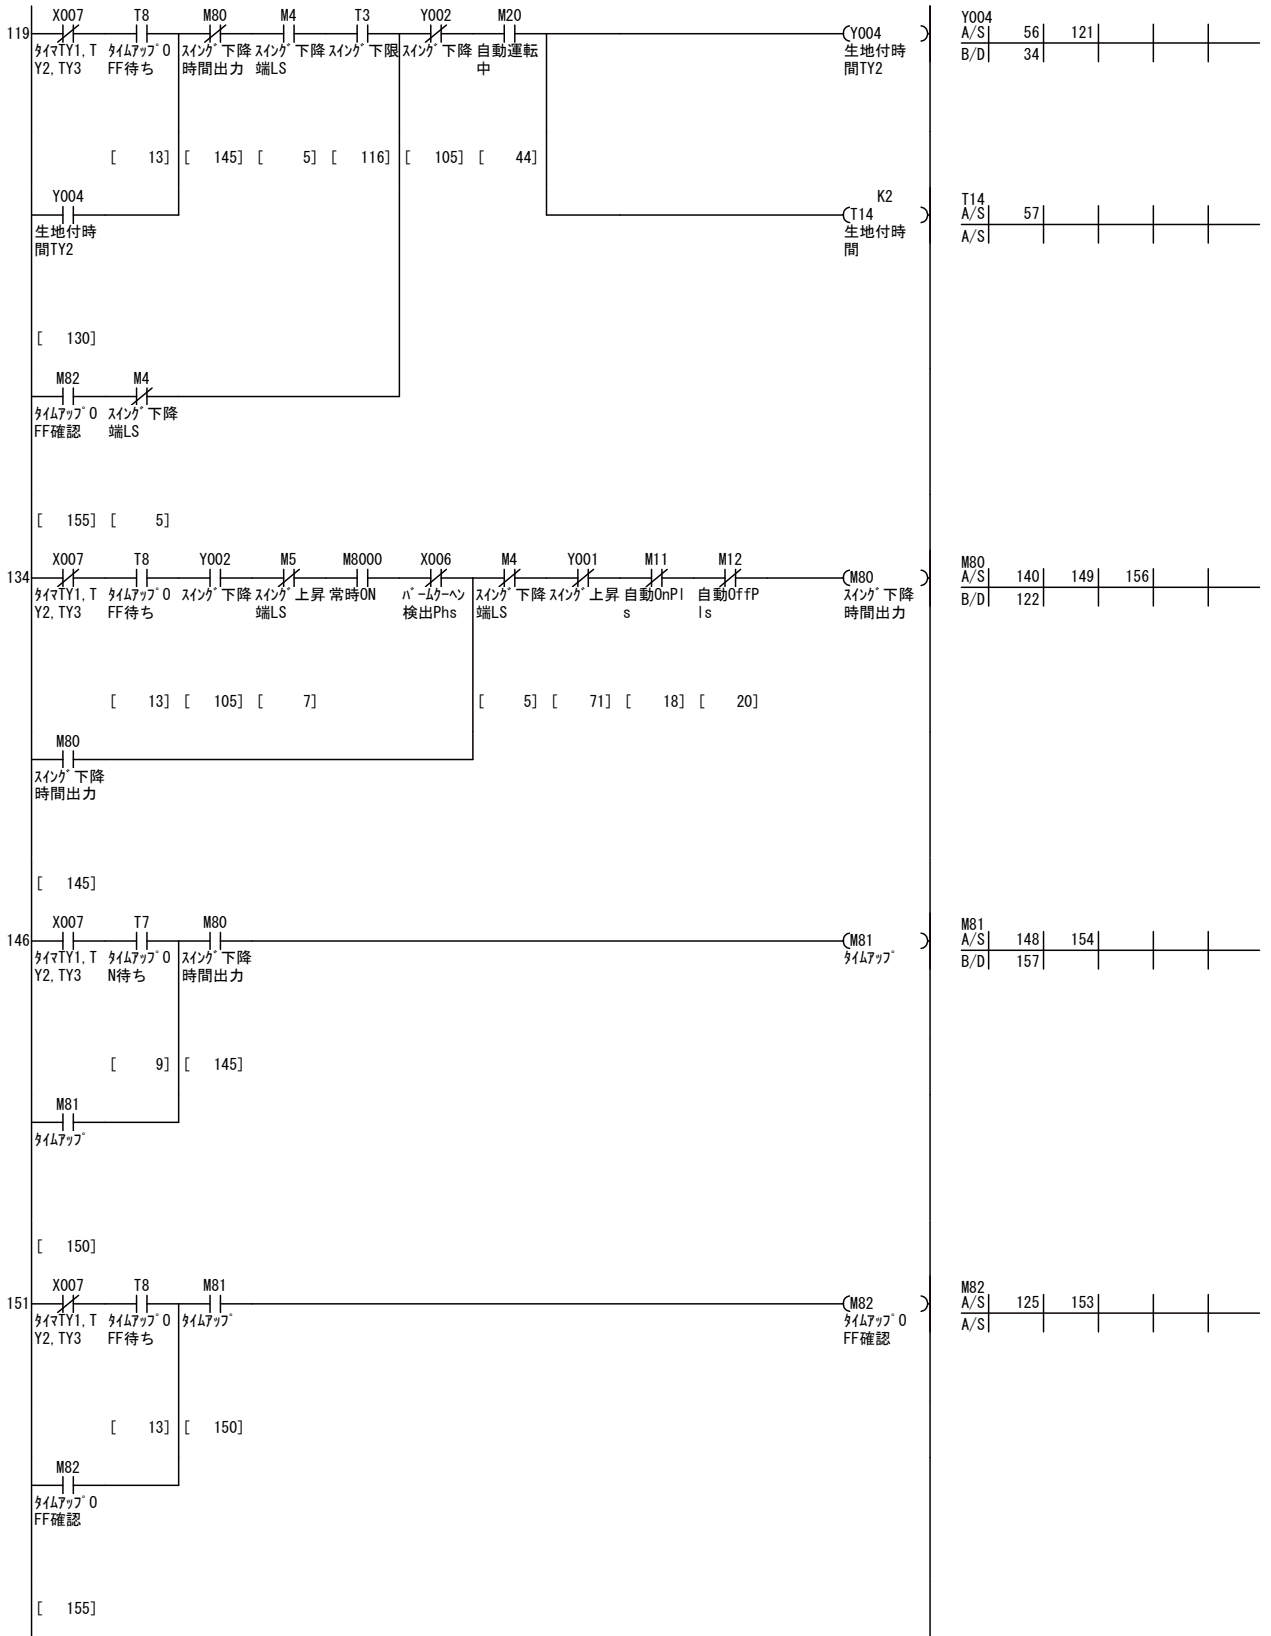 X007 T8 M80 M4 T3 Y002 M20 Y004
119 Y004 A/S 56 121
ﾀｲﾏTY1,T ﾀｲﾑｱｯﾌﾟO ｽｲﾝｸﾞ下降 ｽｲﾝｸﾞ下降 ｽｲﾝｸﾞ下限 ｽｲﾝｸﾞ下降 自動運転 生地付時 B/D 34
Y2,TY3 FF待ち 時間出力 端LS 中 間TY2
[ 13] [ 145] [ 5] [ 116] [ 105] [ 44]
Y004 K2 T14
T14 A/S 57
生地付時 生地付時 A/S
間TY2 間
[ 130]
M82 M4
ﾀｲﾑｱｯﾌﾟO ｽｲﾝｸﾞ下降
FF確認 端LS
[ 155] [ 5]
X007 T8 Y002 M5 M8000 X006 M4 Y001 M11 M12 M80
134 M80 A/S 140 149 156
ﾀｲﾏTY1,T ﾀｲﾑｱｯﾌﾟO ｽｲﾝｸﾞ下降 ｽｲﾝｸﾞ上昇 常時ON ﾊﾞｰﾑｸｰﾍﾝ ｽｲﾝｸﾞ下降 ｽｲﾝｸﾞ上昇 自動OnPl 自動OffP ｽｲﾝｸﾞ下降 B/D 122
Y2,TY3 FF待ち 端LS 検出Phs 端LS s ls 時間出力
[ 13] [ 105] [ 7] [ 5] [ 71] [ 18] [ 20]
M80
ｽｲﾝｸﾞ下降
時間出力
[ 145]
X007 T7 M80 M81
146 M81 A/S 148 154
ﾀｲﾏTY1,T ﾀｲﾑｱｯﾌﾟO ｽｲﾝｸﾞ下降 ﾀｲﾑｱｯﾌﾟ B/D 157
Y2,TY3 N待ち 時間出力
[ 9] [ 145]
M81
ﾀｲﾑｱｯﾌﾟ
[ 150]
X007 T8 M81 M82
151 M82 A/S 125 153
ﾀｲﾏTY1,T ﾀｲﾑｱｯﾌﾟO ﾀｲﾑｱｯﾌﾟ ﾀｲﾑｱｯﾌﾟO A/S
Y2,TY3 FF待ち FF確認
[ 13] [ 150]
M82
ﾀｲﾑｱｯﾌﾟO
FF確認
[ 155]